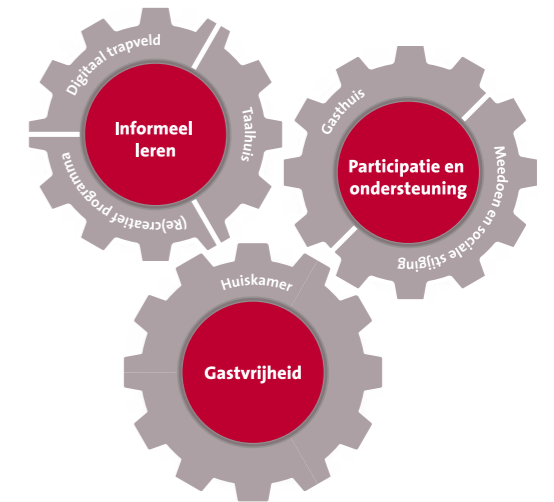 Digitaal trapveld
Taalhuis
(Re)creatief programma
Informeel
leren
Gasthuis
Meedoen en sociale stijging
Participatie en
ondersteuning
Huiskamer
Gastvrijheid